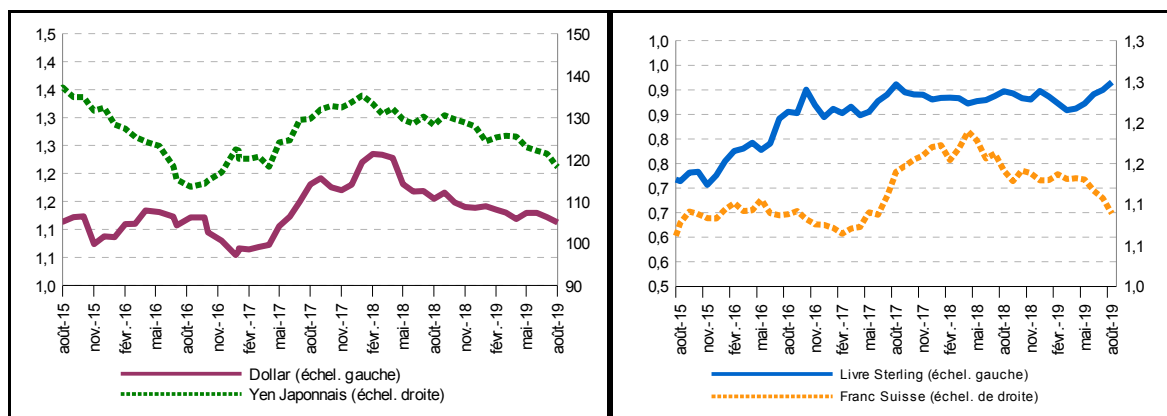 1,5
1,4
1,4
1,3
1,3
1,2
1,2
1,1
1,1
1,0
150
140
130
120
110
100
90
août- 15
nov.- 15
févr.- 16
mai- 16
août- 16
nov.- 16
févr.- 17
mai- 17
août- 17
nov.- 17
févr.- 18
mai- 18
août- 18
nov.- 18
févr.- 19
mai- 19
août- 19
Dollar (échel. gauche)
Yen Japonnais (échel. droite)
1,0
1,0
0,9
0,9
0,8
0,8
0,7
0,7
0,6
0,6
0,5
1,3
1,3
1,2
1,2
1,1
1,1
1,0
août- 15
nov.- 15
févr.- 16
mai- 16
août- 16
nov.- 16
févr.- 17
mai- 17
août- 17
nov.- 17
févr.- 18
mai- 18
août- 18
nov.- 18
févr.- 19
mai- 19
août- 19
Livre Sterling (échel. gauche)
Franc Suisse (échel. de droite)